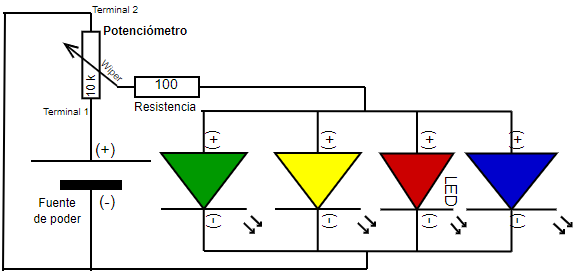 Terminal 2
Potenciómetro
Wiper
10 k
100
Resistencia
Terminal 1
(+)
(-)
Fuente
de poder
(+)
(+)
(+)
(+)
LED
(-)
(-)
(-)
(-)